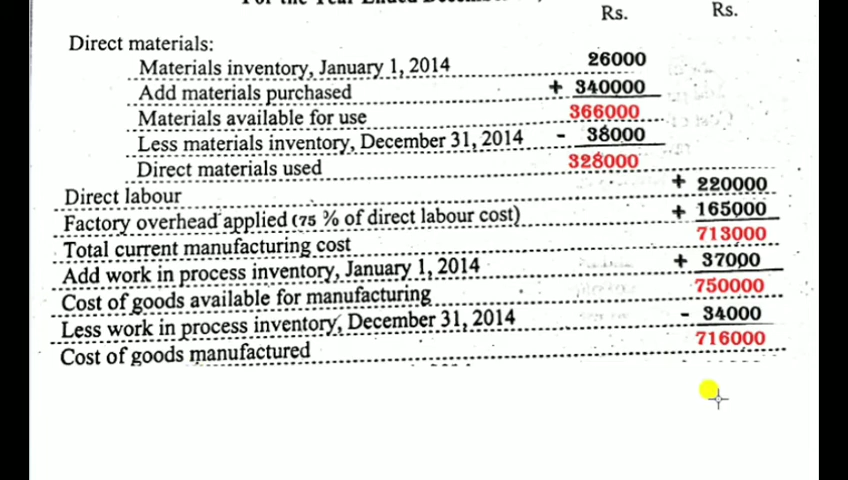 Rs. Rs.
Direct materials:
Materials inventory, January 1, 2014 26000
Add materials purchased + 340000
Materials available for use 366000
Less materials inventory, December 31, 2014 - 38000
Direct materials used 328000
Direct labour + 220000
Factory overhead applied (75 % of direct labour cost) + 165000
Total current manufacturing cost 713000
Add work in process inventory, January 1, 2014 + 37000
Cost of goods available for manufacturing 750000
Less work in process inventory, December 31, 2014 - 34000
Cost of goods manufactured 716000